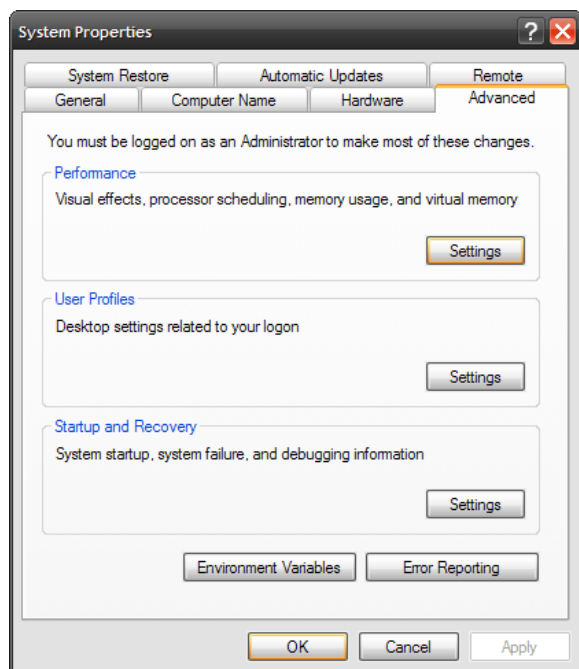 System Properties
?
System Restore
Automatic Updates
Remote
General
Computer Name
Hardware
Advanced
You must be logged on as an Administrator to make most of these changes.
Performance
Visual effects, processor scheduling, memory usage, and virtual memory
Settings
User Profiles
Desktop settings related to your logon
Settings
Startup and Recovery
System startup, system failure, and debugging information
Settings
Environment Variables
Error Reporting
OK
Cancel
Apply